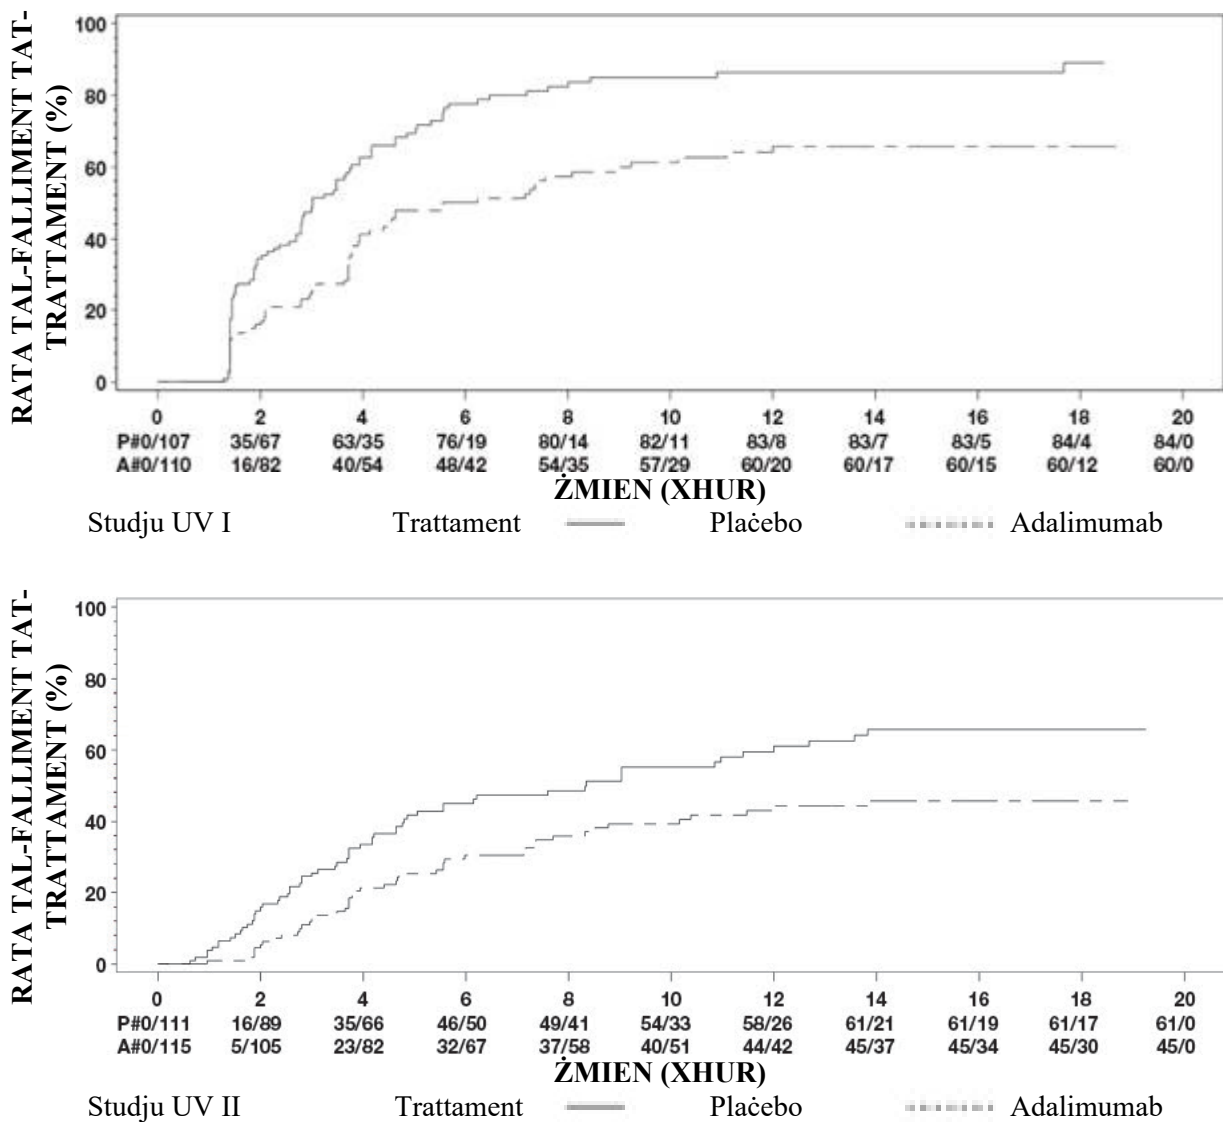 RATA TAL-FALLIMENT TAT-
TRATTAMENT (%)
100
80
60
40
20
0
0 2 4 6 8 10 12 14 16 18 20
P#0/107 35/67 63/35 76/19 80/14 82/11 83/8 83/7 83/5 84/4 84/0
A#0/110 16/82 40/54 48/42 54/35 57/29 60/20 60/17 60/15 60/12 60/0
ŻMIEN (XHUR)
Studju UV I Trattament Plaċebo Adalimumab
RATA TAL-FALLIMENT TAT-
TRATTAMENT (%)
100
80
60
40
20
0
0 2 4 6 8 10 12 14 16 18 20
P#0/111 16/89 35/66 46/50 49/41 54/33 58/26 61/21 61/19 61/17 61/0
A#0/115 5/105 23/82 32/67 37/58 40/51 44/42 45/37 45/34 45/30 45/0
ŻMIEN (XHUR)
Studju UV II Trattament Plaċebo Adalimumab